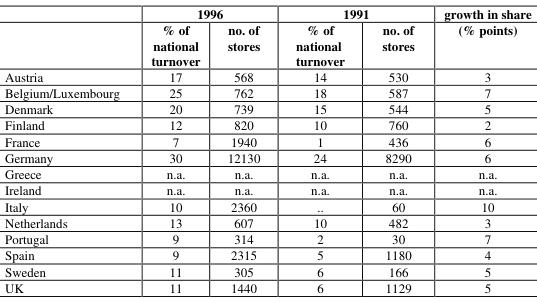 1996 1991 growth in share
% of no. of % of no. of (% points)
national stores national stores
turnover turnover
Austria 17 568 14 530 3
Belgium/Luxembourg 25 762 18 587 7
Denmark 20 739 15 544 5
Finland 12 820 10 760 2
France 7 1940 1 436 6
Germany 30 12130 24 8290 6
Greece n.a. n.a. n.a. n.a. n.a.
Ireland n.a. n.a. n.a. n.a. n.a.
Italy 10 2360 .. 60 10
Netherlands 13 607 10 482 3
Portugal 9 314 2 30 7
Spain 9 2315 5 1180 4
Sweden 11 305 6 166 5
UK 11 1440 6 1129 5